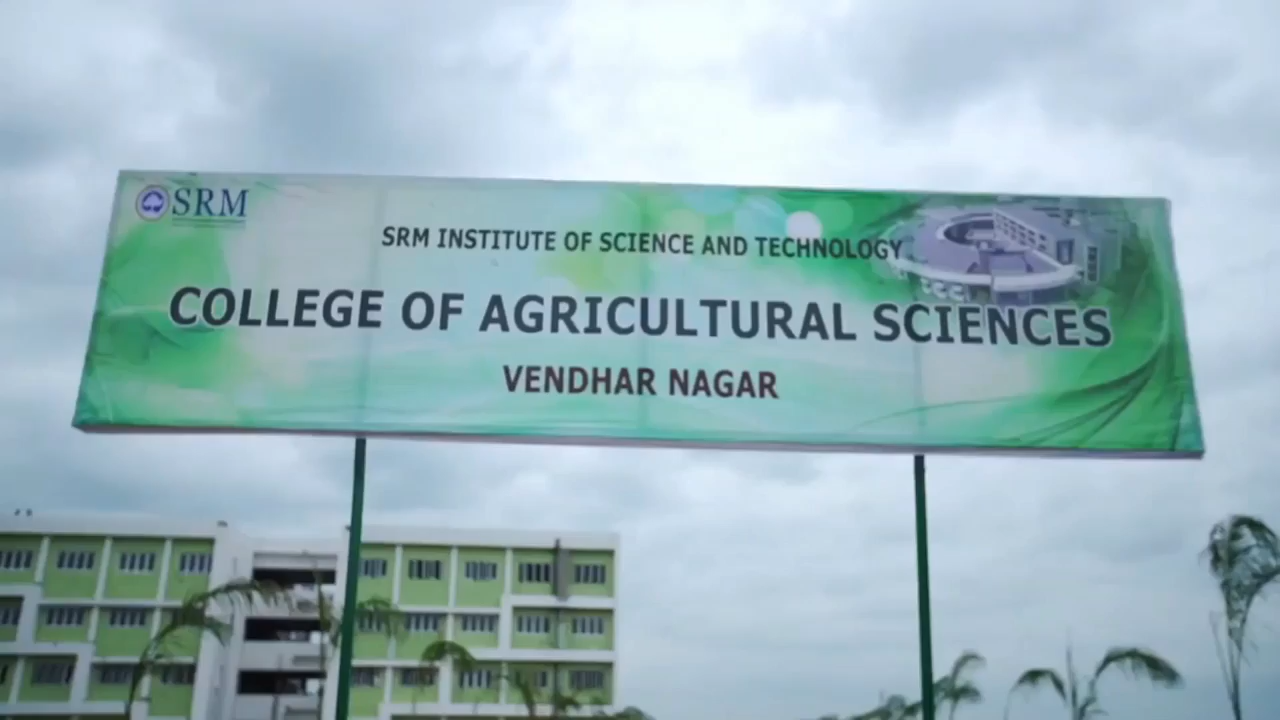 SRM
SRM INSTITUTE OF SCIENCE AND TECHNOLOGY
COLLEGE OF AGRICULTURAL SCIENCES
VENDHAR NAGAR